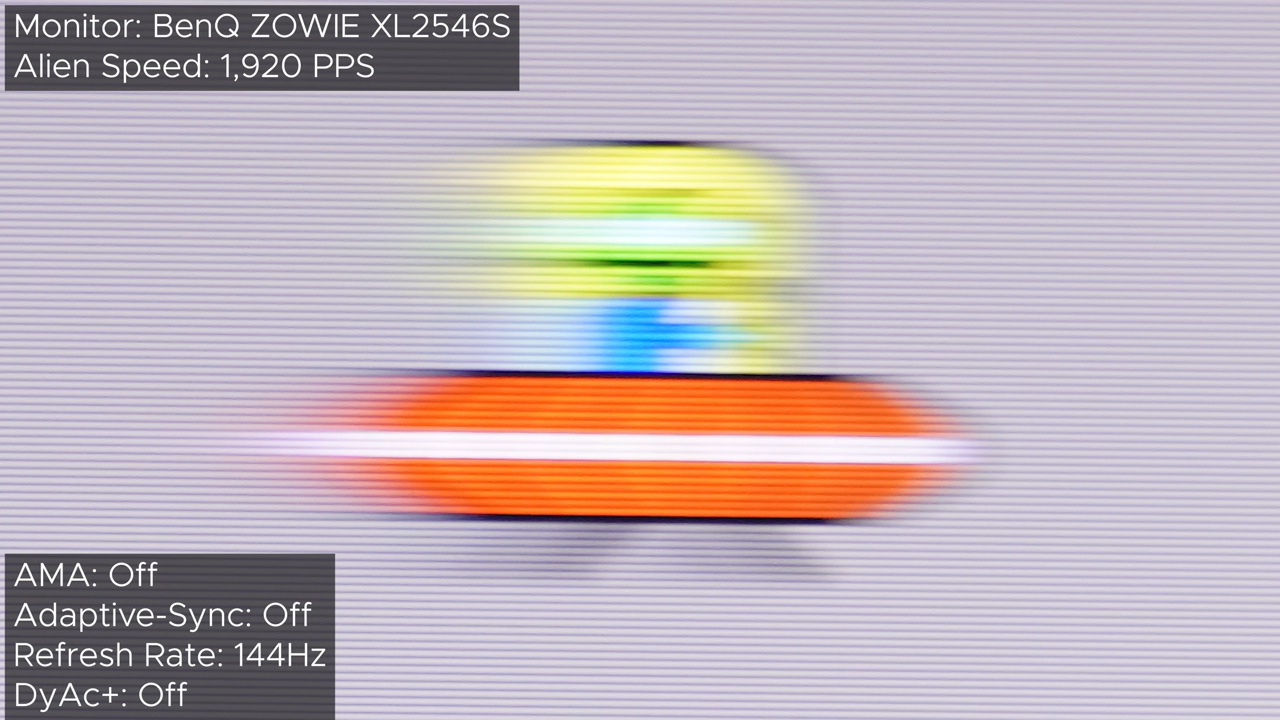 Monitor: BenQ ZOWIE XL2546S
Alien Speed: 1,920 PPS
AMA: Off
Adaptive-Sync: Off
Refresh Rate: 144Hz
DyAc+: Off